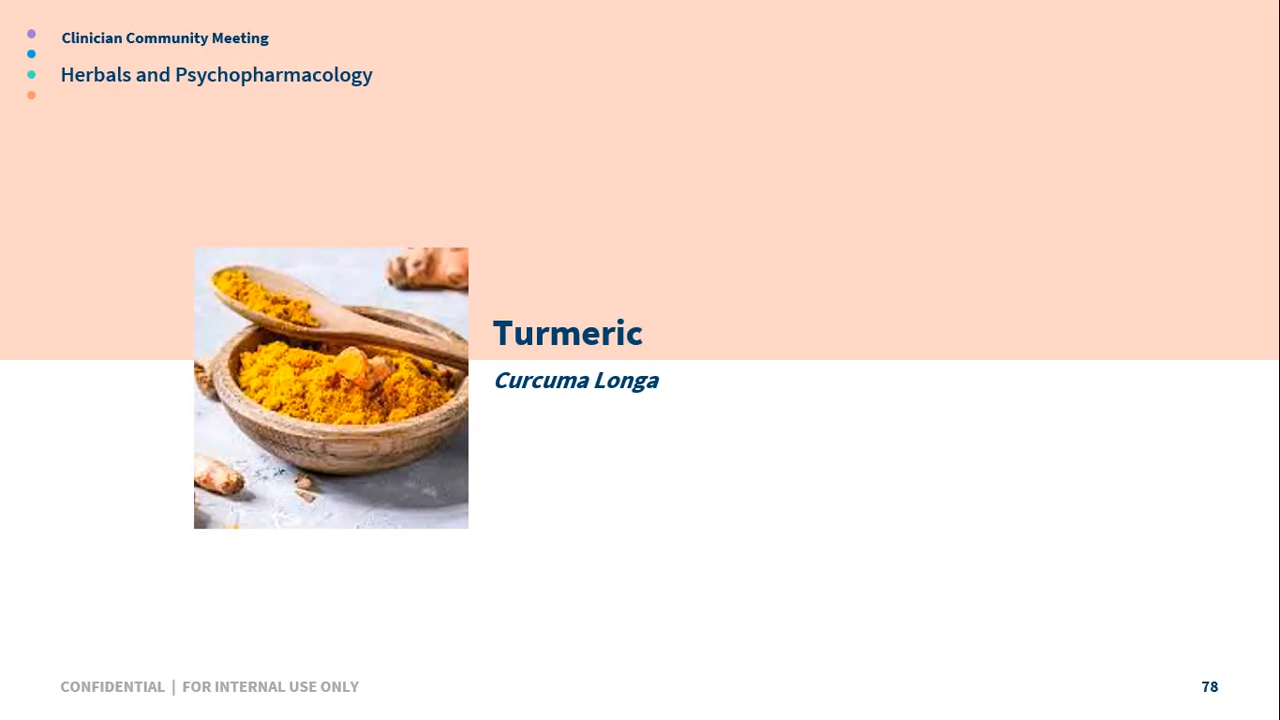 Clinician Community Meeting
Herbals and Psychopharmacology
Turmeric
Curcuma Longa
CONFIDENTIAL | FOR INTERNAL USE ONLY
78